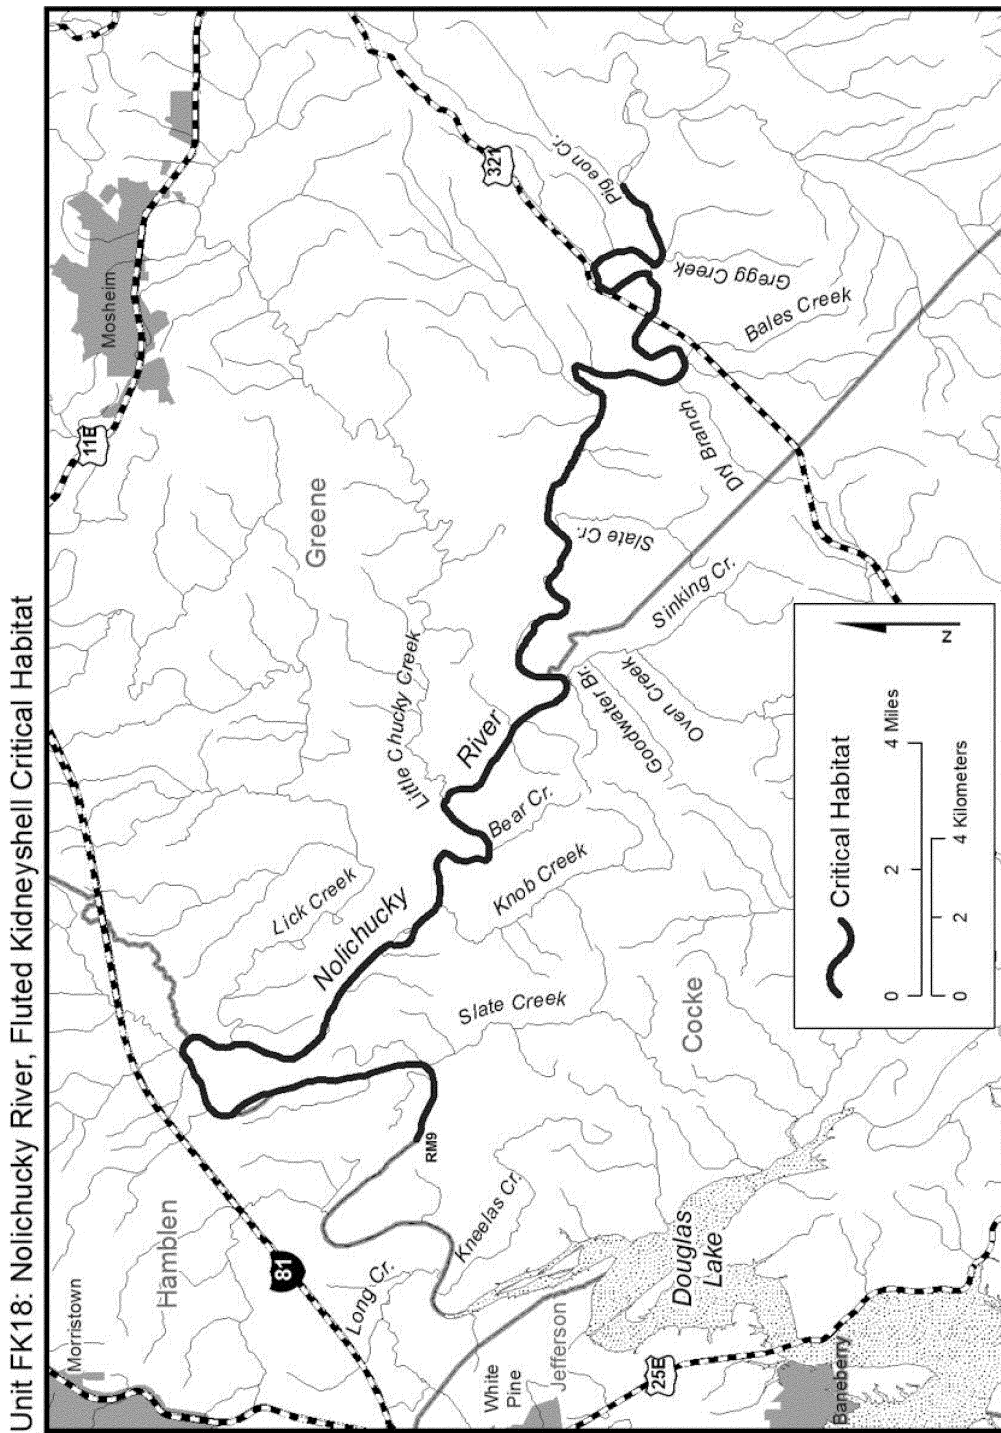 Unit FK18: Nolichucky River, Fluted Kidneyshell Critical Habitat
Morristown
Hamblen
81
Long Cr.
White
Pine
Jefferson
25E
Baneberry
Douglas
Lake
Kneelas Cr.
RM9
Slate Creek
Cocke
Nolichucky
River
Lick Creek
Knob Creek
Bear Cr.
Little Chucky Creek
Greene
Goodwater Br.
Oven Creek
Sinking Cr.
Slate Cr.
Dry Branch
Bales Creek
Gregg Creek
Pigeon Cr.
321
11E
Mosheim
Critical Habitat
0 2 4 Miles
0 2 4 Kilometers
N